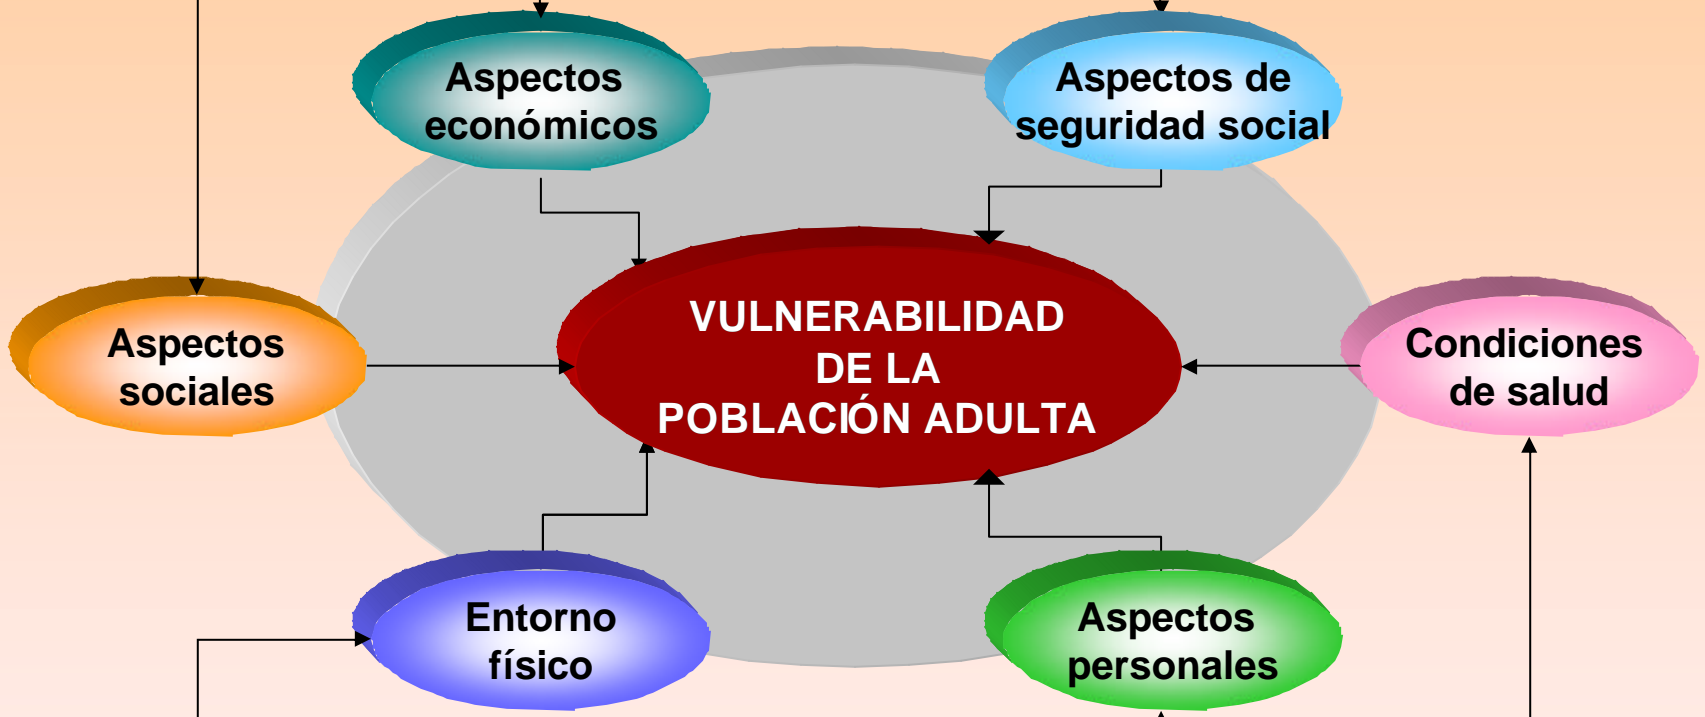 Aspectos
económicos
Aspectos de
seguridad social
Aspectos
sociales
VULNERABILIDAD
DE LA
POBLACIÓN ADULTA
Condiciones
de salud
Entorno
físico
Aspectos
personales